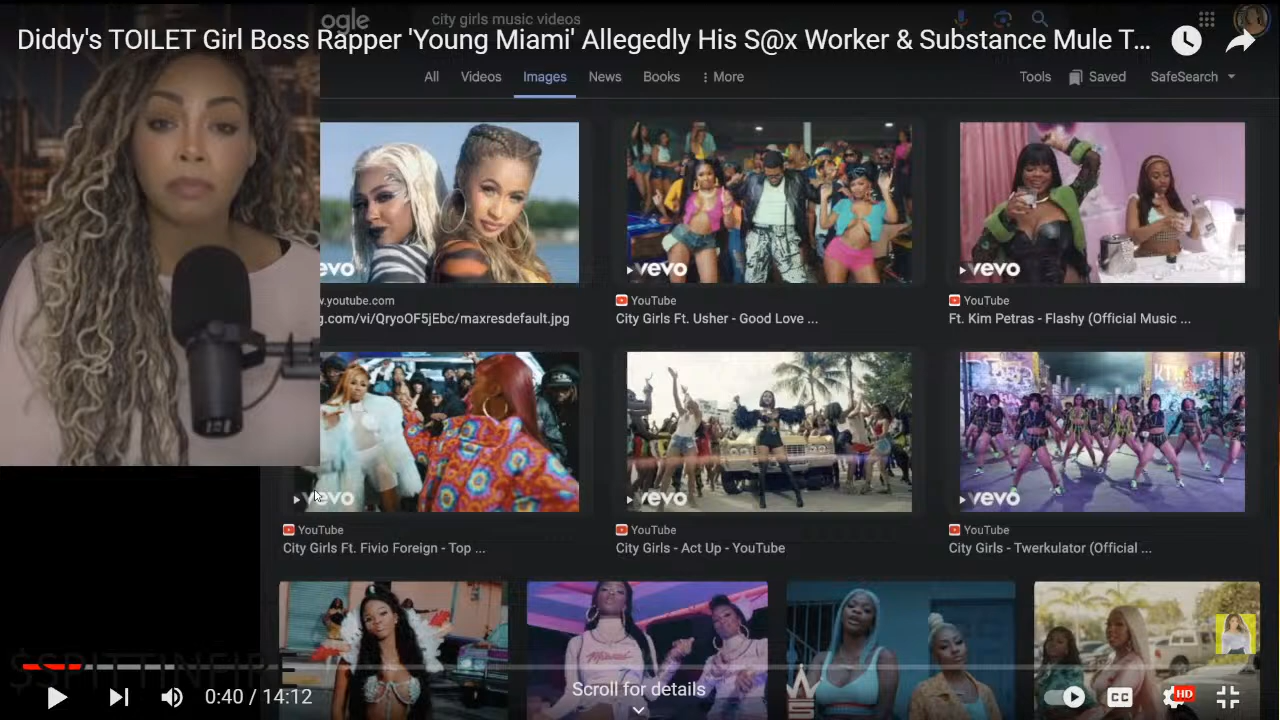 ogle
city girls music videos
Diddy's TOILET Girl Boss Rapper 'Young Miami' Allegedly His S@x Worker & Substance Mule T...
All Videos Images News Books More Tools Saved SafeSearch
evo
vevo
vevo
.youtube.com YouTube YouTube
g.com/vi/QryoOF5jEbc/maxresdefault.jpg City Girls Ft. Usher - Good Love ... Ft. Kim Petras - Flashy (Official Music ...
vevo
vevo
vevo
YouTube YouTube YouTube
City Girls Ft. Fivio Foreign - Top ... City Girls - Act Up - YouTube City Girls - Twerkulator (Official ...
$SPITTINFIRE
0:40 / 14:12 Scroll for details CC HD